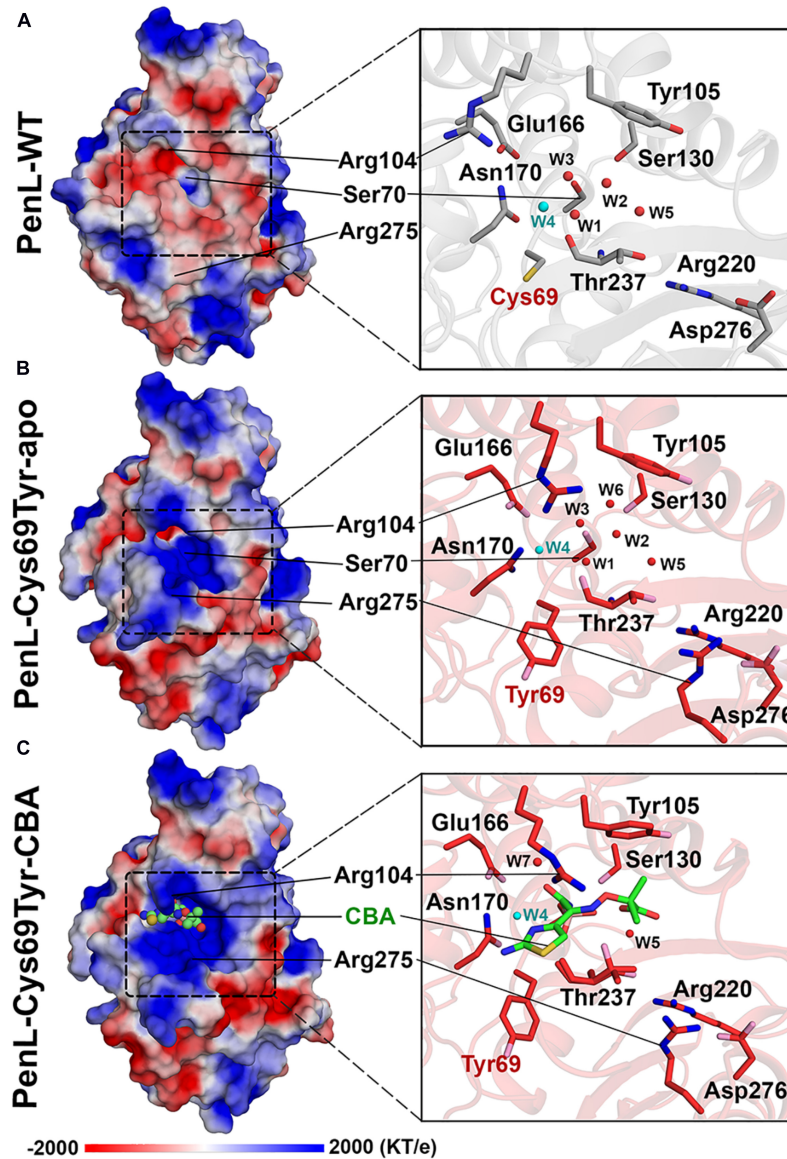 A
PenL-WT
Arg104
Ser70
Arg275
Tyr105
Glu166
Ser130
W3
Asn170
W2
W4
W1
W5
Thr237
Arg220
Cys69
Asp276
B
PenL-Cys69Tyr-apo
Arg104
Ser70
Arg275
Glu166
Tyr105
W6
Ser130
W3
Asn170
W4
W2
W1
W5
Thr237
Arg220
Tyr69
Asp276
C
PenL-Cys69Tyr-CBA
Arg104
CBA
Arg275
Glu166
Tyr105
W7
Ser130
Asn170
W4
W5
Thr237
Arg220
Tyr69
Asp276
-2000 2000 (KT/e)